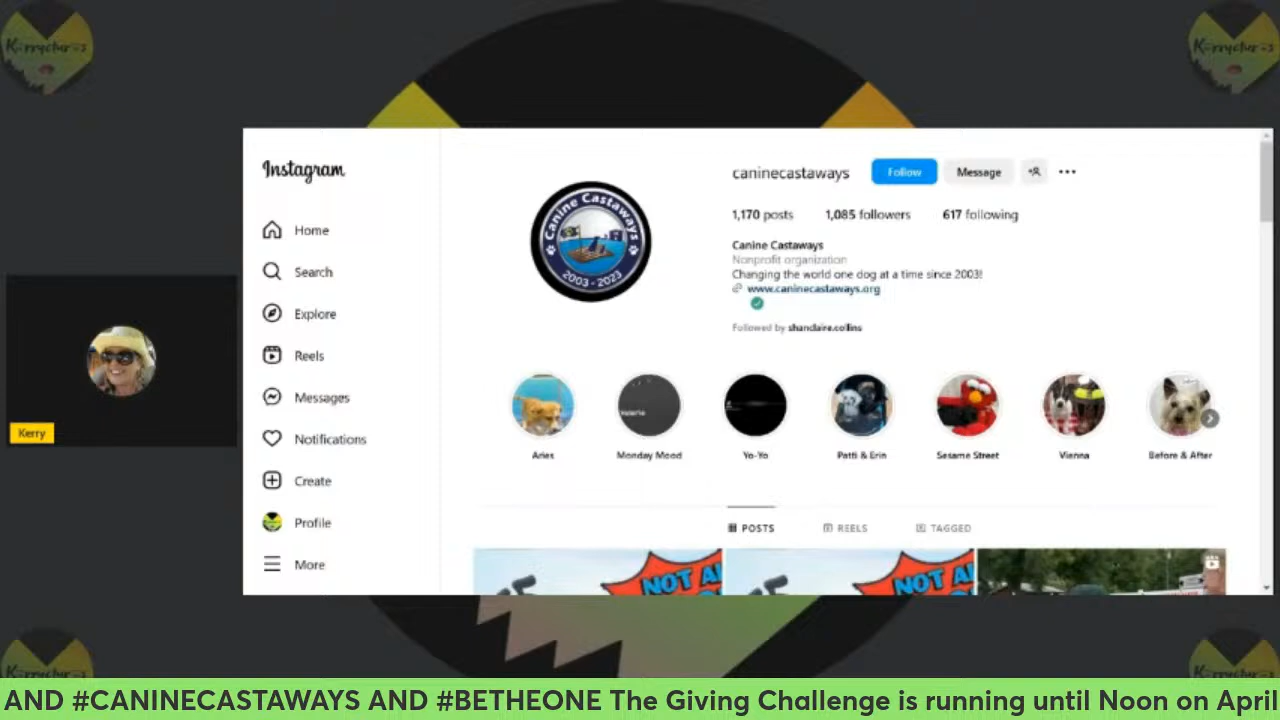 Instagram
Home
Search
Explore
Reels
Messages
Notifications
Create
Profile
More
Canine Castaways
2003 - 2023
caninecastaways Follow Message
1,170 posts 1,085 followers 617 following
Canine Castaways
Nonprofit organization
Changing the world one dog at a time since 2003!
www.caninecastaways.org
Followed by shandaire.collins
Valerie
Aries Monday Mood Yo-Yo Patti & Erin Sesame Street Vienna Before & After
POSTS REELS TAGGED
NOT
NOT
Kerry
AND #CANINECASTAWAYS AND #BETHEONE The Giving Challenge is running until Noon on April